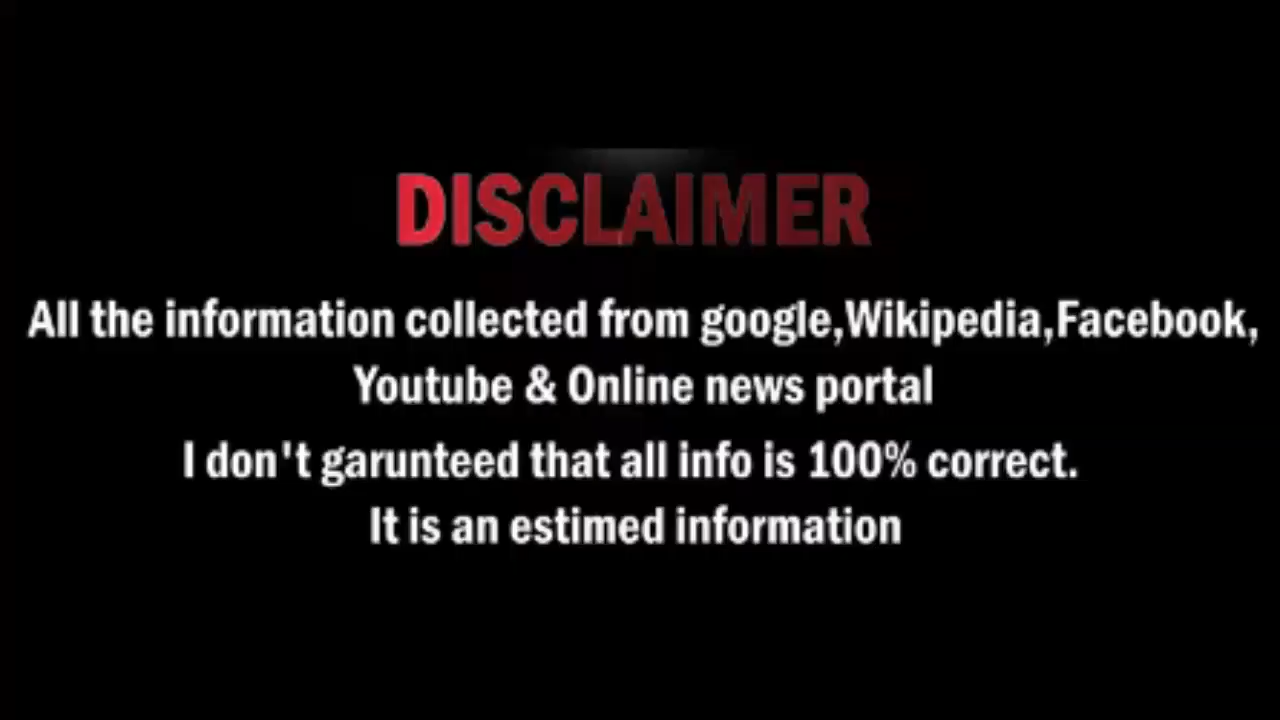 DISCLAIMER
All the information collected from google,Wikipedia,Facebook,
Youtube & Online news portal
I don't garunteed that all info is 100% correct.
It is an estimed information